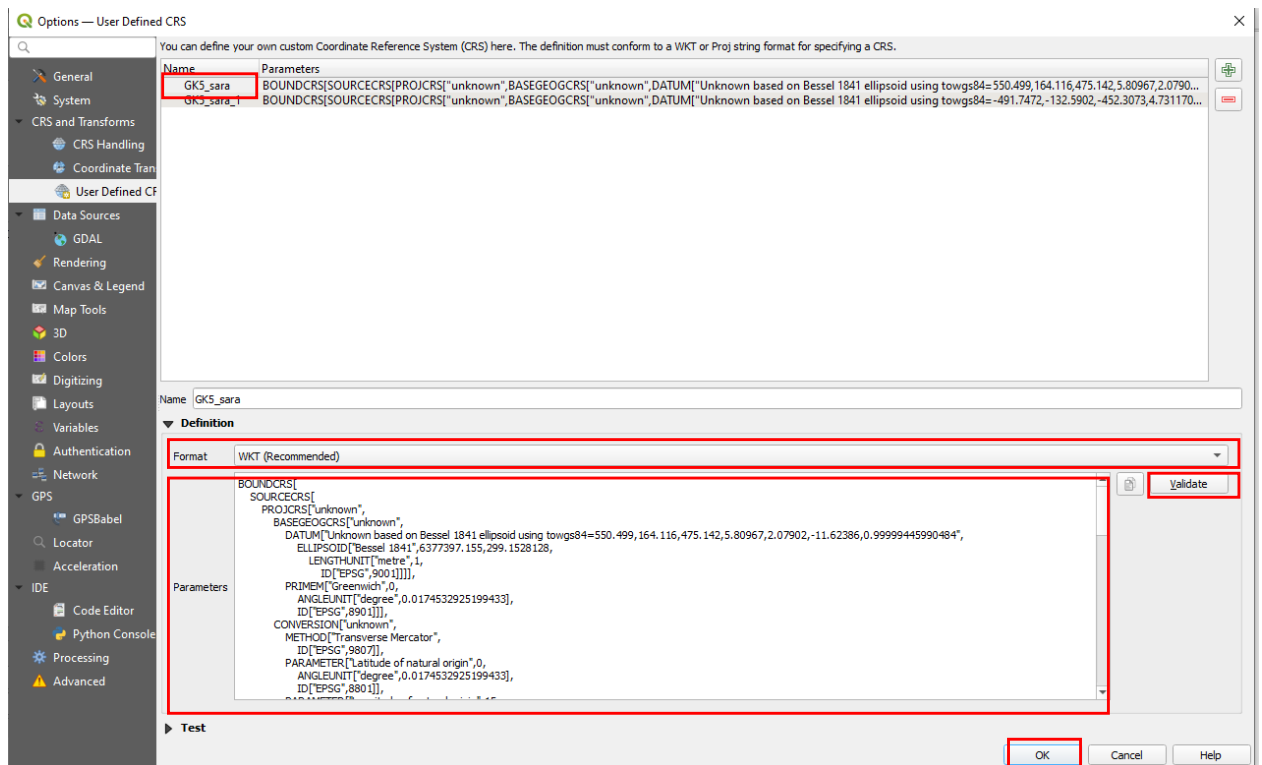 Options — User Defined CRS
You can define your own custom Coordinate Reference System (CRS) here. The definition must conform to a WKT or Proj string format for specifying a CRS.
General
System
CRS and Transforms
CRS Handling
Coordinate Tran
User Defined CF
Data Sources
GDAL
Rendering
Canvas & Legend
Map Tools
3D
Colors
Digitizing
Layouts
Variables
Authentication
Network
GPS
GPSBabel
Locator
Acceleration
IDE
Code Editor
Python Console
Processing
Advanced
Name Parameters
GK5_sara BOUNDCRS[SOURCECRS[PROJCRS["unknown",BASEGEOGCRS["unknown",DATUM["Unknown based on Bessel 1841 ellipsoid using towgs84=550.499,164.116,475.142,5.80967,2.0790...
GK5_sara_1 BOUNDCRS[SOURCECRS[PROJCRS["unknown",BASEGEOGCRS["unknown",DATUM["Unknown based on Bessel 1841 ellipsoid using towgs84=-491.7472,-132.5902,-452.3073,4.731170...
Name GK5_sara
Definition
Format WKT (Recommended)
Parameters
BOUNDCRS[
SOURCECRS[
PROJCRS["unknown",
BASEGEOGCRS["unknown",
DATUM["Unknown based on Bessel 1841 ellipsoid using towgs84=550.499,164.116,475.142,5.80967,2.07902,-11.62386,0.99999445990484",
ELLIPSOID["Bessel 1841",6377397.155,299.1528128,
LENGTHUNIT["metre",1,
ID["EPSG",9001]]]],
PRIMEM["Greenwich",0,
ANGLEUNIT["degree",0.0174532925199433],
ID["EPSG",8901]]],
CONVERSION["unknown",
METHOD["Transverse Mercator",
ID["EPSG",9807]],
PARAMETER["Latitude of natural origin",0,
ANGLEUNIT["degree",0.0174532925199433],
ID["EPSG",8801]],
Validate
Test
OK Cancel Help